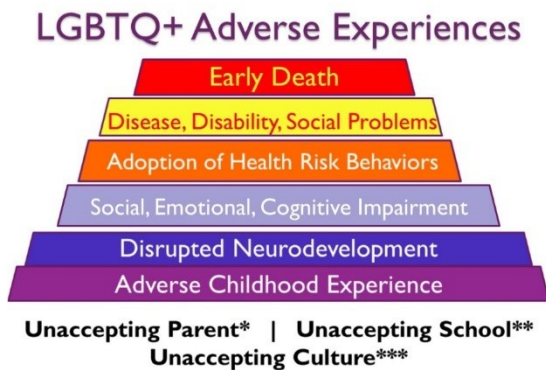 LGBTQ+ Adverse Experiences
Early Death
Disease, Disability, Social Problems
Adoption of Health Risk Behaviors
Social, Emotional, Cognitive Impairment
Disrupted Neurodevelopment
Adverse Childhood Experience
Unaccepting Parent* | Unaccepting School**
Unaccepting Culture***